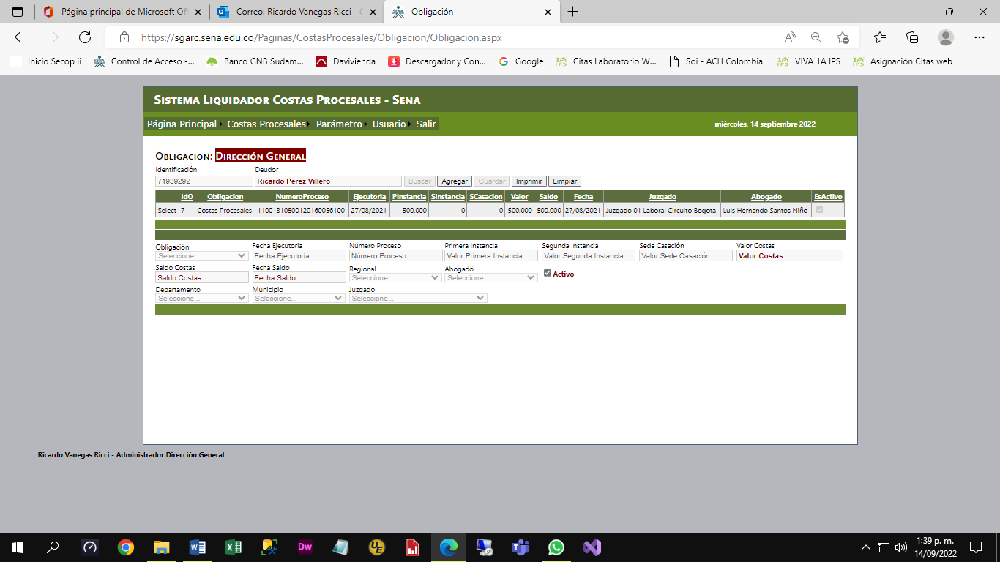 Página principal de Microsoft Of
Correo: Ricardo Vanegas Ricci -
Obligación
https://sgarc.sena.edu.co/Paginas/CostasProcesales/Obligacion/Obligacion.aspx
Inicio Secop ii
Control de Acceso -...
Banco GNB Sudam...
Davivienda
Descargador y Con...
Google
Citas Laboratorio W...
Soi - ACH Colombia
VIVA 1A IPS
Asignación Citas web
Sistema Liquidador Costas Procesales - Sena
Página Principal Costas Procesales Parámetro Usuario Salir
miércoles, 14 septiembre 2022
Obligacion: Dirección General
Identificación Deudor
71939292 Ricardo Perez Villero Buscar Agregar Guardar Imprimir Limpiar
IdO Obligacion NumeroProceso Ejecutoria PInstancia SInstancia SCasacion Valor Saldo Fecha Juzgado Abogado EsActivo
Select 7 Costas Procesales 11001310500120160056100 27/08/2021 500.000 0 0 500.000 500.000 27/08/2021 Juzgado 01 Laboral Circuito Bogota Luis Hernando Santos Niño
Obligación Fecha Ejecutoria Número Proceso Primera Instancia Segunda Instancia Sede Casación Valor Costas
Seleccione... Fecha Ejecutoria Número Proceso Valor Primera Instancia Valor Segunda Instancia Valor Sede Casación Valor Costas
Saldo Costas Fecha Saldo Regional Abogado
Saldo Costas Fecha Saldo Seleccione... Seleccione... Activo
Departamento Municipio Juzgado
Seleccione... Seleccione... Seleccione...
Ricardo Vanegas Ricci - Administrador Dirección General
Dw
UE
1:39 p. m.
14/09/2022